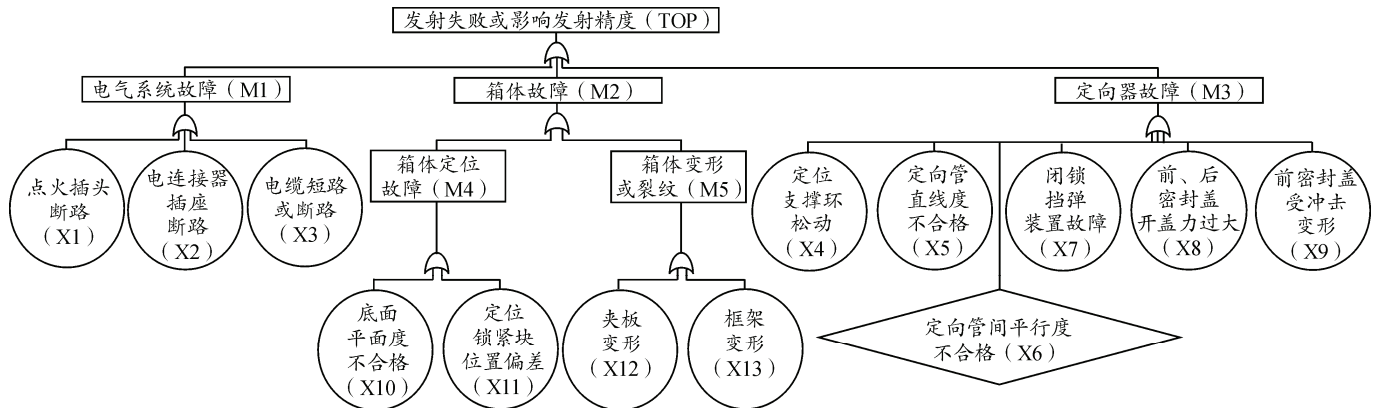 发射失败或影响发射精度（TOP）
电气系统故障（M1）
箱体故障（M2）
定向器故障（M3）
点火插头
断路
（X1）
电连接器
插座
断路
（X2）
电缆短路
或断路
（X3）
箱体定位
故障（M4）
箱体变形
或裂纹（M5）
定位
支撑环
松动
（X4）
定向管
直线度
不合格
（X5）
闭锁
挡弹
装置故障
（X7）
前、后
密封盖
开盖力过大
（X8）
前密封盖
受冲击
变形
（X9）
底面
平面度
不合格
（X10）
定位
锁紧块
位置偏差
（X11）
夹板
变形
（X12）
框架
变形
（X13）
定向管间平行度
不合格（X6）